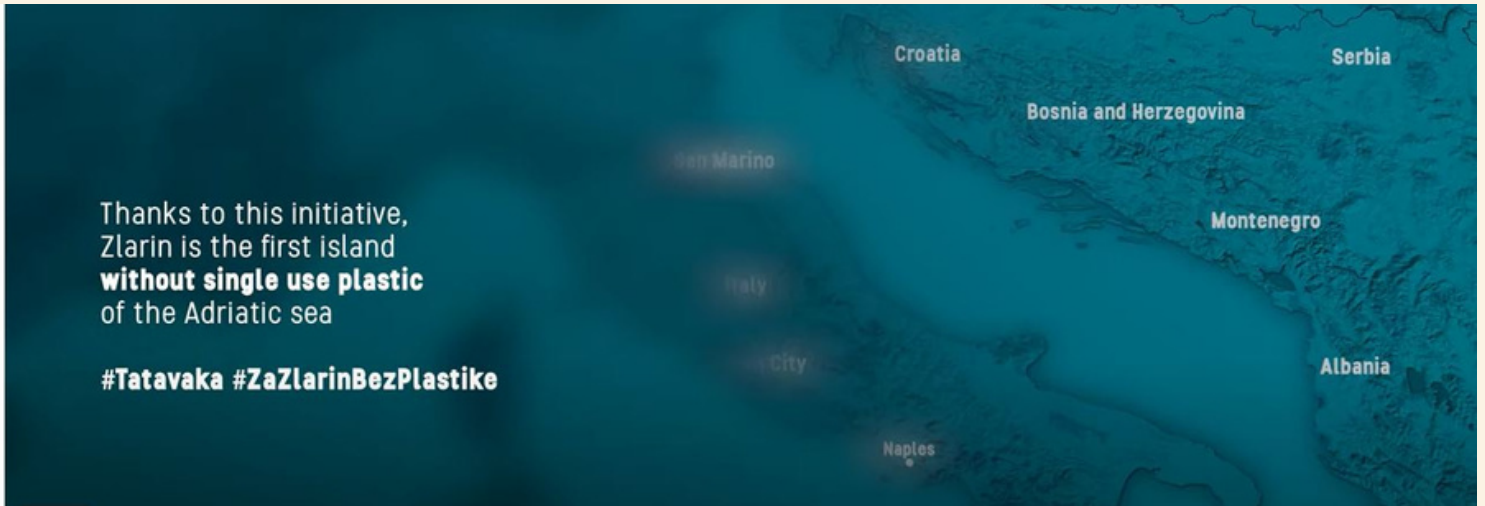 Croatia
Serbia
Bosnia and Herzegovina
San Marino
Thanks to this initiative,
Zlarin is the first island
without single use plastic
of the Adriatic sea
Montenegro
Italy
#Tatavaka #ZaZlarinBezPlastike
City
Albania
Naples